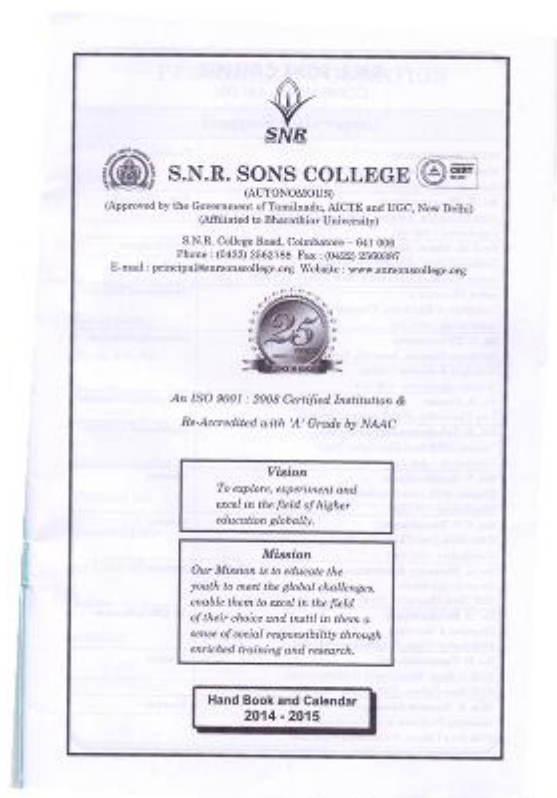 SNR
S.N.R. SONS COLLEGE
(AUTONOMOUS)
(Approved by the Government of Tamilnadu, AICTE and UGC, New Delhi)
(Affiliated to Bharathiar University)
S.N.R. College Road, Coimbatore - 641 006
Phone : (0422) 2562788 Fax : (0422) 2560387
E-mail : principal@snrsonscollege.org Website : www.snrsonscollege.org
25
An ISO 9001 : 2008 Certified Institution &
Re-Accredited with 'A' Grade by NAAC
Vision
To explore, experiment and
excel in the field of higher
education globally.
Mission
Our Mission is to educate the
youth to meet the global challenges,
enable them to excel in the field
of their choice and instil in them a
sense of social responsibility through
enriched training and research.
Hand Book and Calendar
2014 - 2015